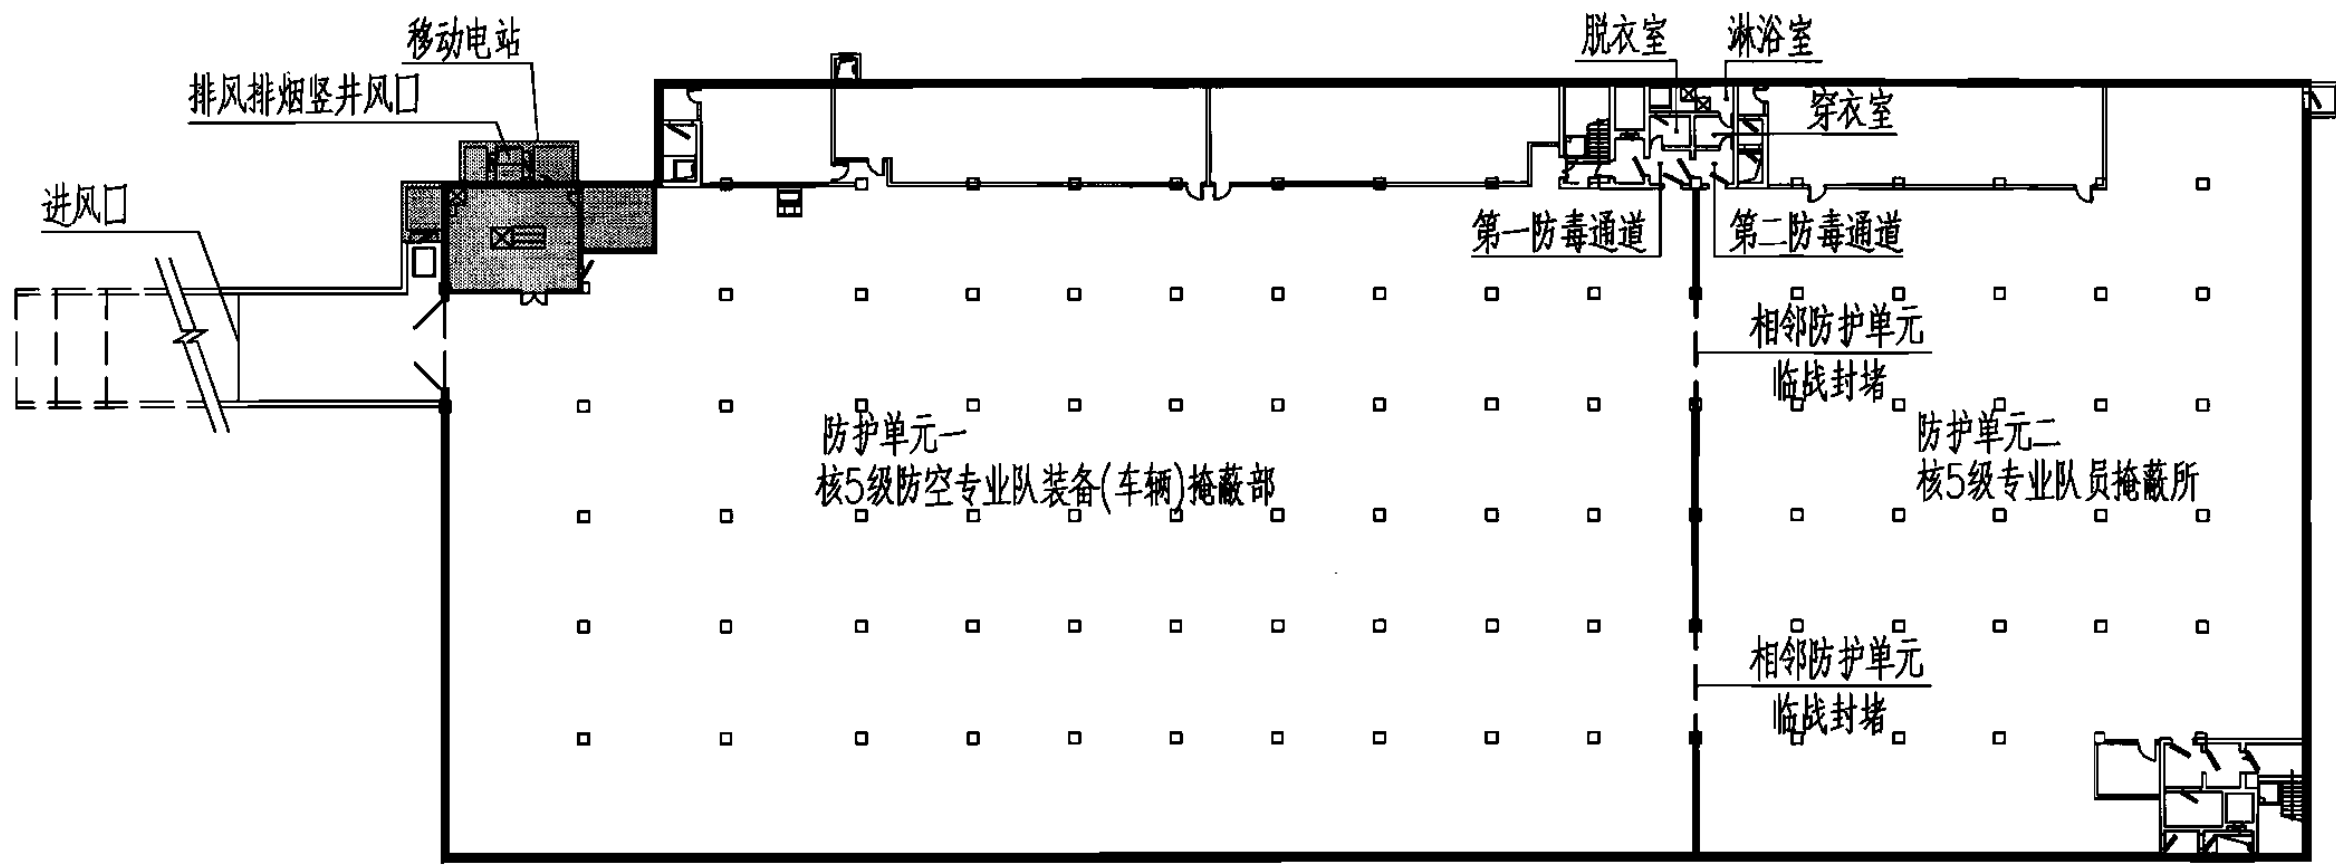 移动电站
排风排烟竖井风口
进风口
脱衣室
淋浴室
穿衣室
第一防毒通道
第二防毒通道
相邻防护单元
临战封堵
防护单元一
核5级防空专业队装备(车辆)掩蔽部
防护单元二
核5级专业队员掩蔽所
相邻防护单元
临战封堵